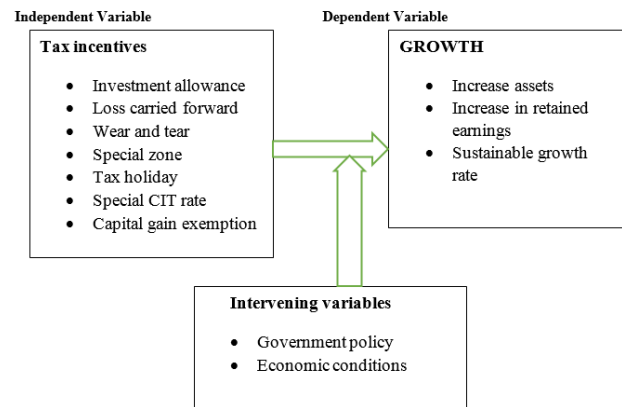 Independent Variable
Tax incentives
• Investment allowance
• Loss carried forward
• Wear and tear
• Special zone
• Tax holiday
• Special CIT rate
• Capital gain exemption
Dependent Variable
GROWTH
• Increase assets
• Increase in retained
earnings
• Sustainable growth
rate
Intervening variables
• Government policy
• Economic conditions